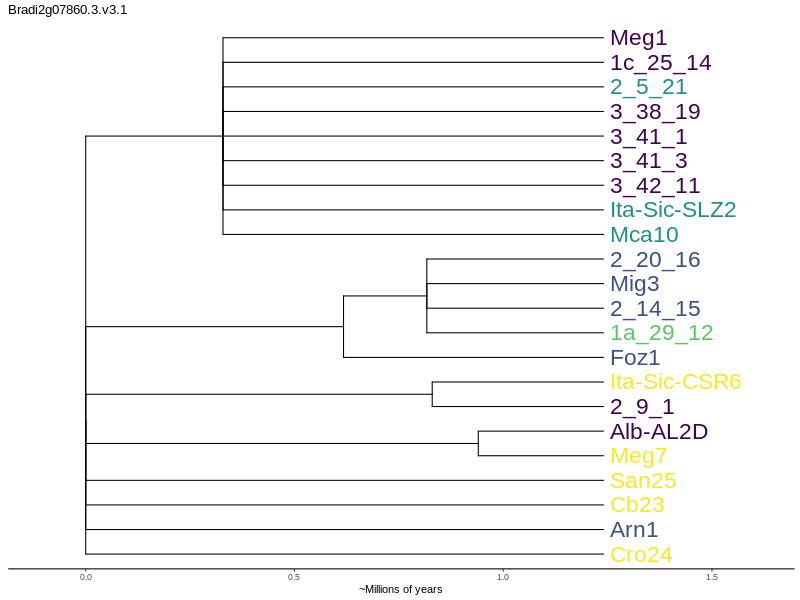 Bradi2g07860.3.v3.1
Meg1
1c_25_14
2_5_21
3_38_19
3_41_1
3_41_3
3_42_11
Ita-Sic-SLZ2
Mca10
2_20_16
Mig3
2_14_15
1a_29_12
Foz1
Ita-Sic-CSR6
2_9_1
Alb-AL2D
Meg7
San25
Cb23
Arn1
Cro24
0.0 0.5 1.0 1.5
~Millions of years